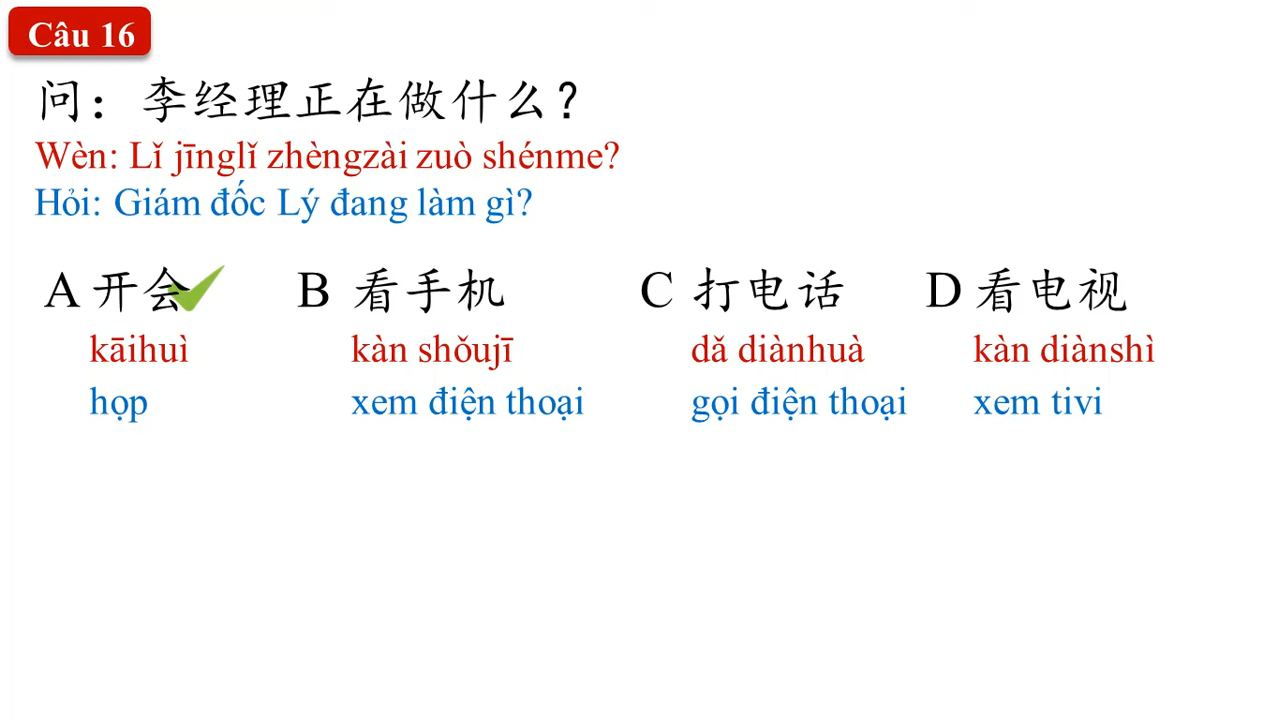 Câu 16
问：李经理正在做什么？
Wèn: Lǐ jīnglǐ zhèngzài zuò shénme?
Hỏi: Giám đốc Lý đang làm gì?
A 开会 B 看手机 C 打电话 D 看电视
kāihuì kàn shǒujī dǎ diànhuà kàn diànshì
họp xem điện thoại gọi điện thoại xem tivi